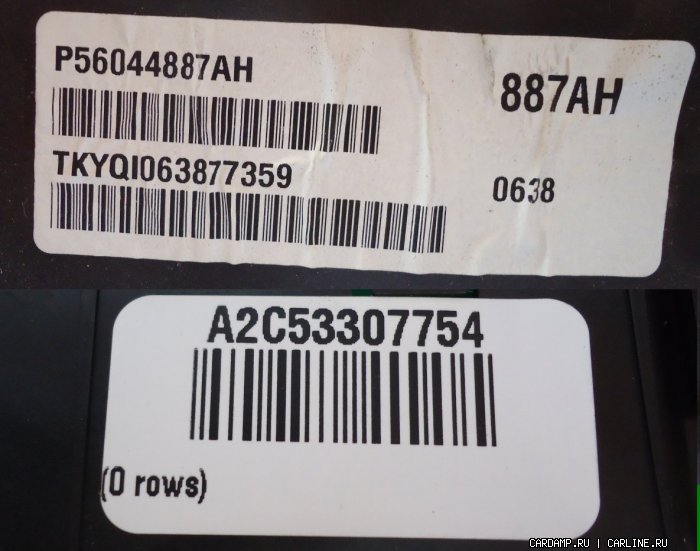 P56044887AH
887AH
TKYQI063877359
0638
A2C53307754
(0 rows)
CARDAMP.RU | CARLINE.RU